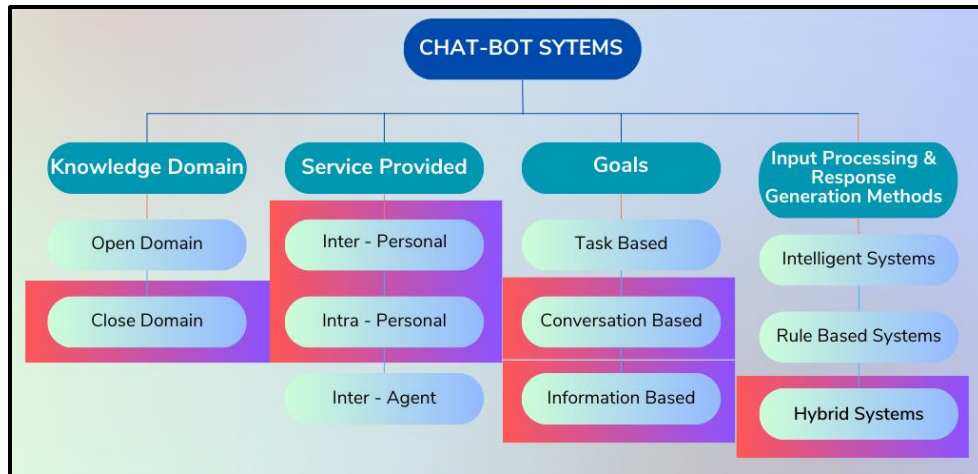 CHAT-BOT SYTEMS
Knowledge Domain
Open Domain
Close Domain
Service Provided
Inter - Personal
Intra - Personal
Inter - Agent
Goals
Task Based
Conversation Based
Information Based
Input Processing &
Response
Generation Methods
Intelligent Systems
Rule Based Systems
Hybrid Systems